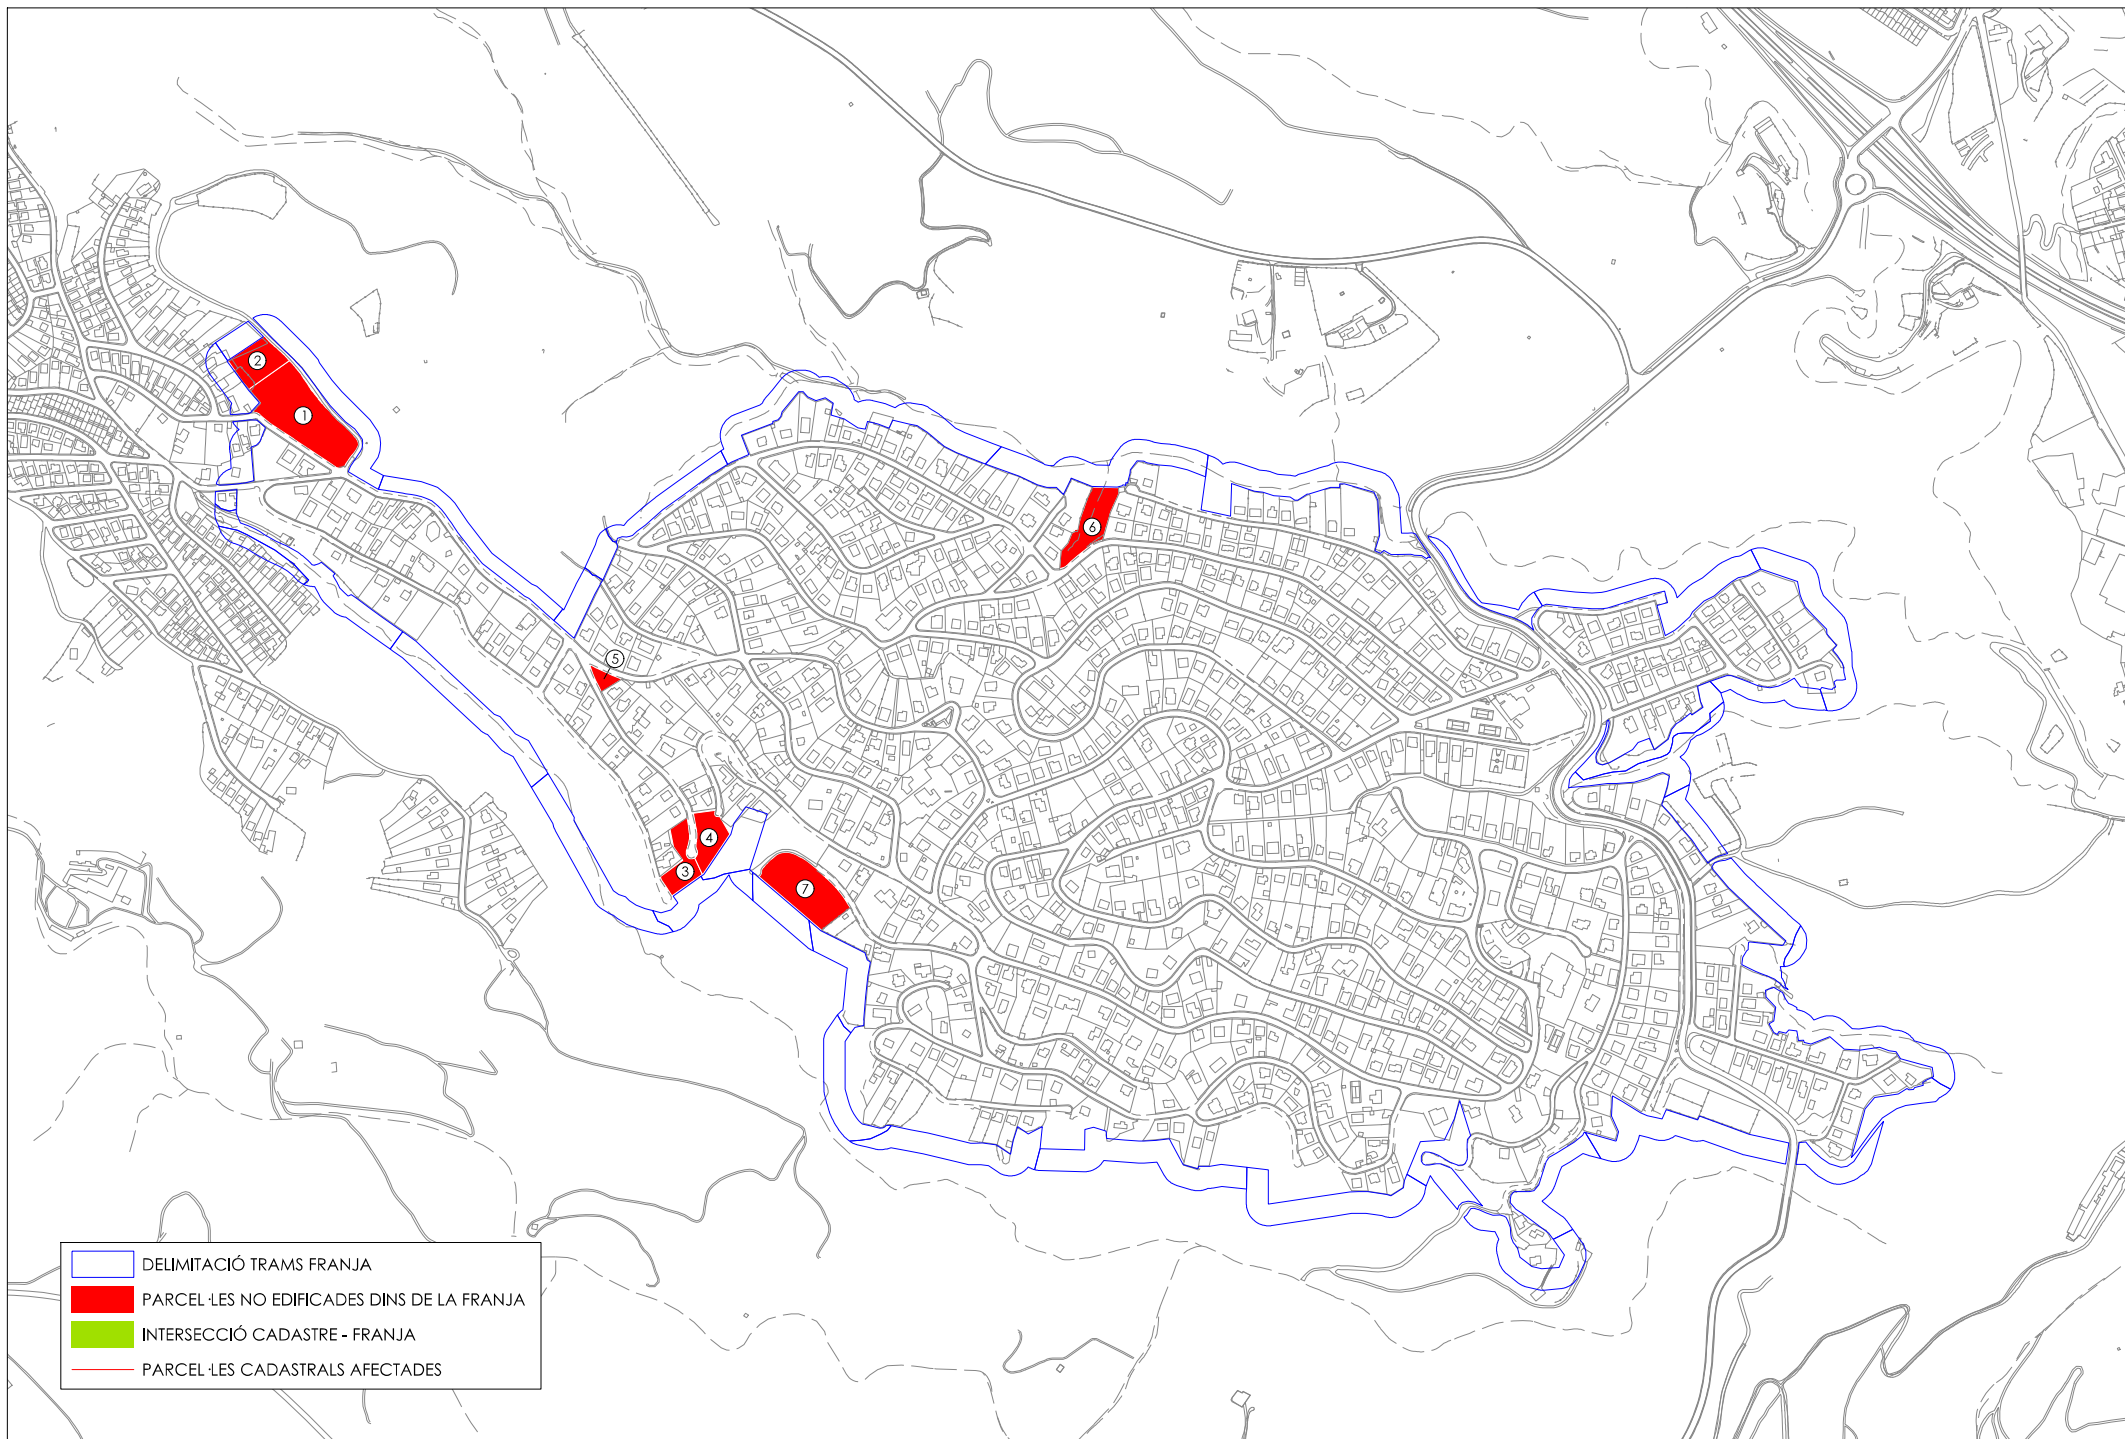 2
1
6
5
4
3
7
DELIMITACIÓ TRAMS FRANJA
PARCEL·LES NO EDIFICADES DINS DE LA FRANJA
INTERSECCIÓ CADASTRE - FRANJA
PARCEL·LES CADASTRALS AFECTADES